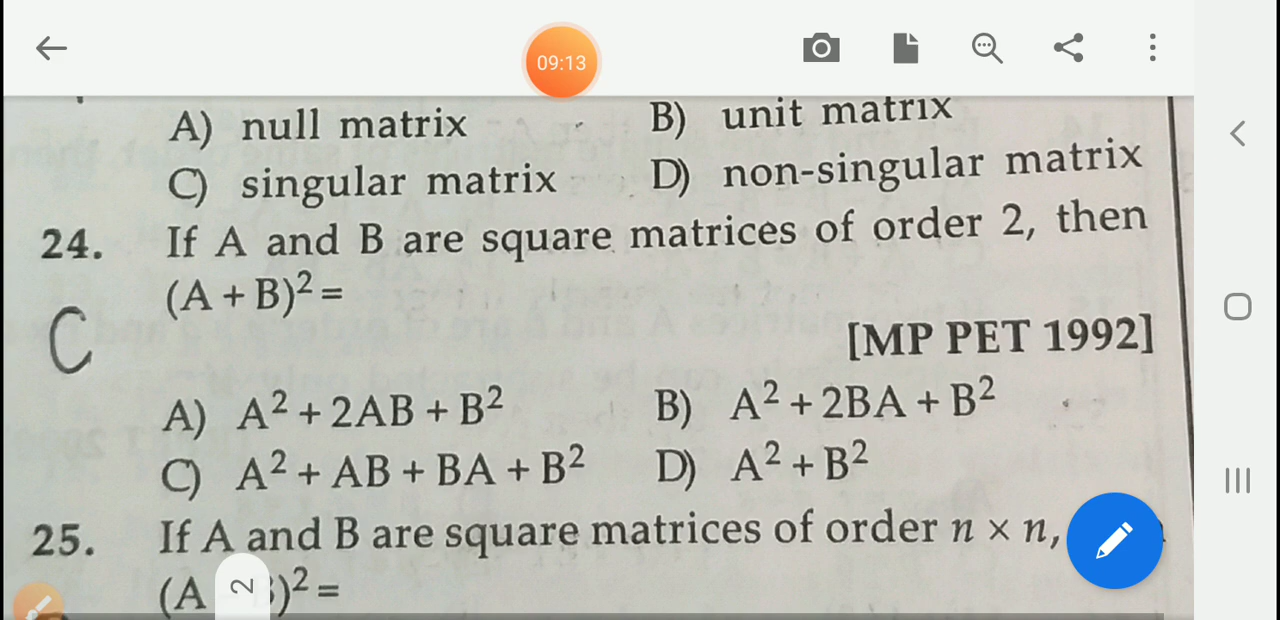 09:13
A) null matrix B) unit matrix
C) singular matrix D) non-singular matrix
24. If A and B are square matrices of order 2, then
(A + B)² =
C
[MP PET 1992]
A) A² + 2AB + B² B) A² + 2BA + B²
C) A² + AB + BA + B² D) A² + B²
25. If A and B are square matrices of order n × n,
(A )² =
2